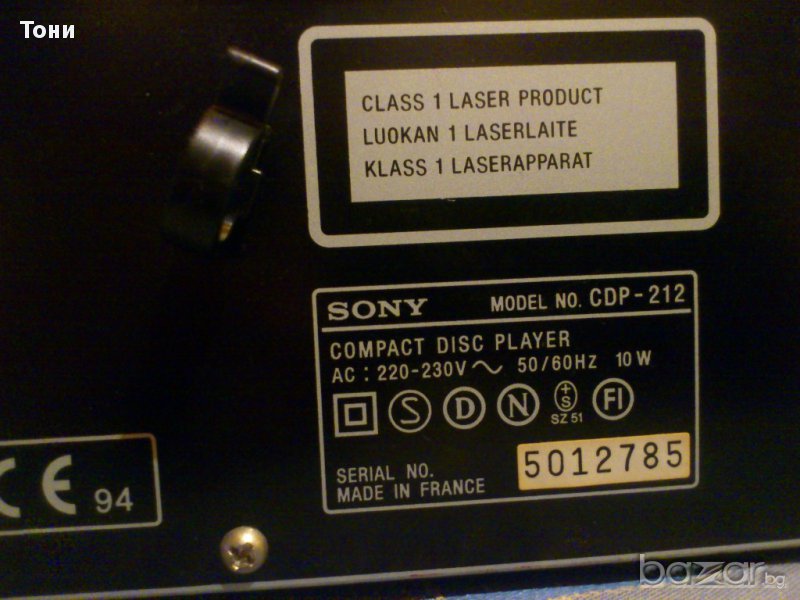 Тони
CLASS 1 LASER PRODUCT
LUOKAN 1 LASERLAITE
KLASS 1 LASERAPPARAT
SONY MODEL NO. CDP-212
COMPACT DISC PLAYER
AC : 220-230V ~ 50/60HZ 10 W
S D N +S FI
SZ 51
SERIAL NO. 5012785
MADE IN FRANCE
CE 94
bazar.bg